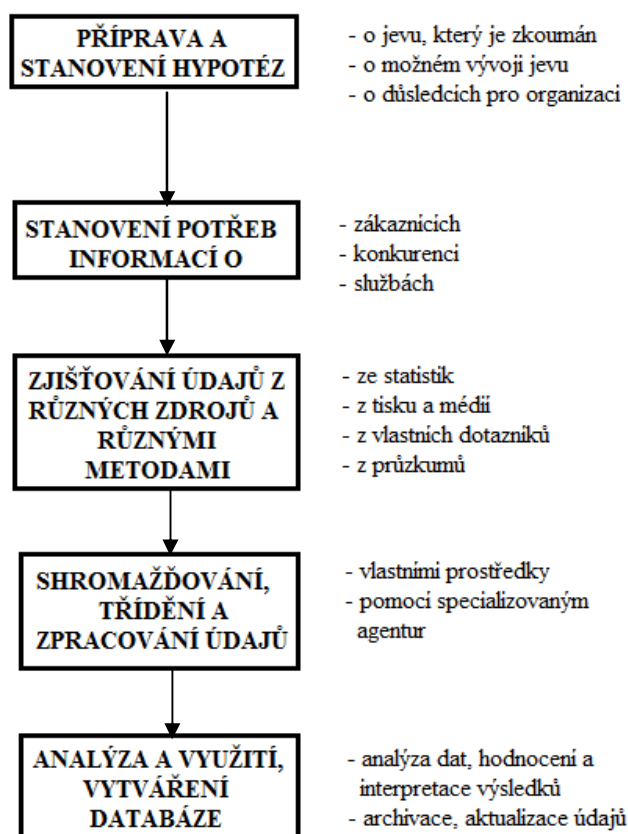 PŘÍPRAVA A
STANOVENÍ HYPOTÉZ
- o jevu, který je zkoumán
- o možném vývoji jevu
- o důsledcích pro organizaci
STANOVENÍ POTŘEB
INFORMACÍ O
- zákaznících
- konkurenci
- službách
ZJIŠŤOVÁNÍ ÚDAJŮ Z
RŮZNÝCH ZDROJŮ A
RŮZNÝMI
METODAMI
- ze statistik
- z tisku a médií
- z vlastních dotazníků
- z průzkumů
SHROMAŽĎOVÁNÍ,
TŘÍDĚNÍ A
ZPRACOVÁNÍ ÚDAJŮ
- vlastními prostředky
- pomocí specializovaným
agentur
ANALÝZA A VYUŽITÍ,
VYTVÁŘENÍ
DATABÁZE
- analýza dat, hodnocení a
interpretace výsledků
- archivace, aktualizace údajů